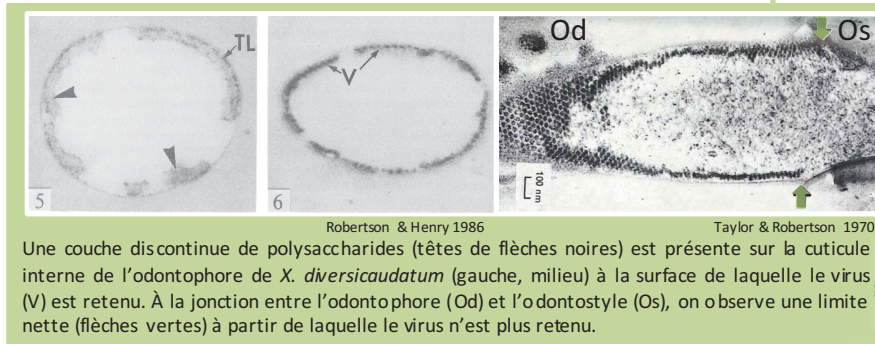 TL
V
Od
Os
5
6
100 nm
Robertson & Henry 1986
Taylor & Robertson 1970
Une couche discontinue de polysaccharides (têtes de flèches noires) est présente sur la cuticule
interne de l’odontophore de X. diversicaudatum (gauche, milieu) à la surface de laquelle le virus
(V) est retenu. À la jonction entre l’odontophore (Od) et l’odontostyle (Os), on observe une limite
nette (flèches vertes) à partir de laquelle le virus n’est plus retenu.